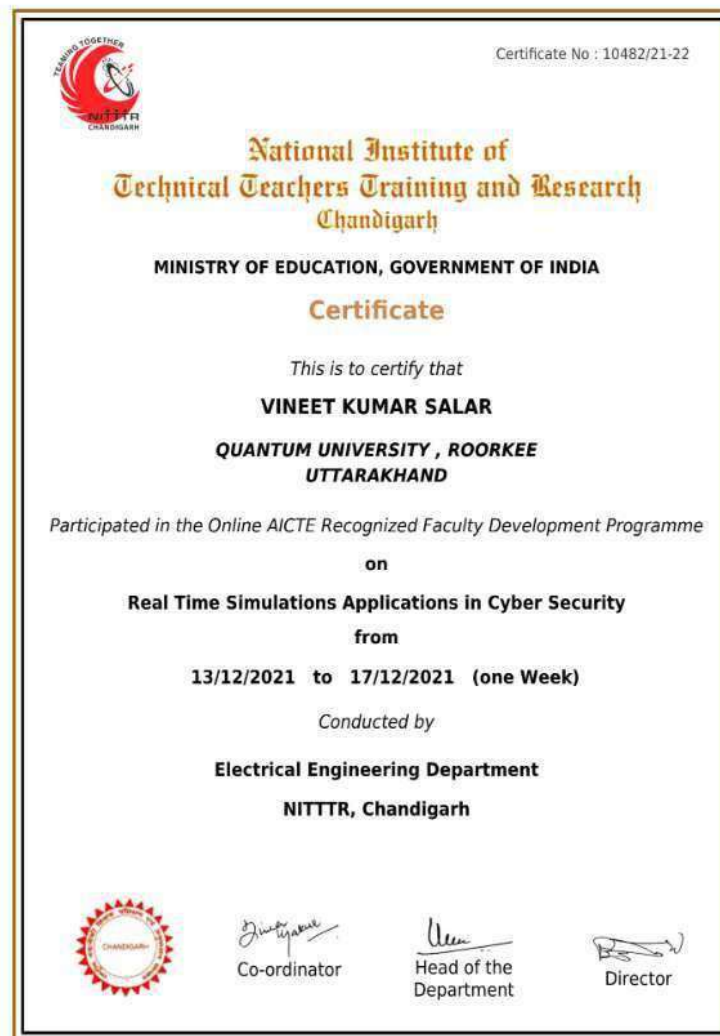 TEAMING TOGETHER
NITTTR
CHANDIGARH
Certificate No : 10482/21-22
National Institute of
Technical Teachers Training and Research
Chandigarh
MINISTRY OF EDUCATION, GOVERNMENT OF INDIA
Certificate
This is to certify that
VINEET KUMAR SALAR
QUANTUM UNIVERSITY , ROORKEE
UTTARAKHAND
Participated in the Online AICTE Recognized Faculty Development Programme
on
Real Time Simulations Applications in Cyber Security
from
13/12/2021 to 17/12/2021 (one Week)
Conducted by
Electrical Engineering Department
NITTTR, Chandigarh
CHANDIGARH
Co-ordinator
Head of the
Department
Director